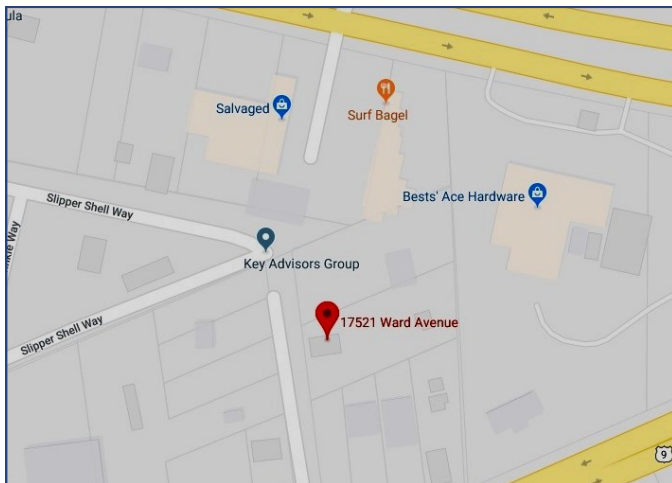 ula
Salvaged
Surf Bagel
Bests' Ace Hardware
Slipper Shell Way
Key Advisors Group
17521 Ward Avenue
Slipper Shell Way
9